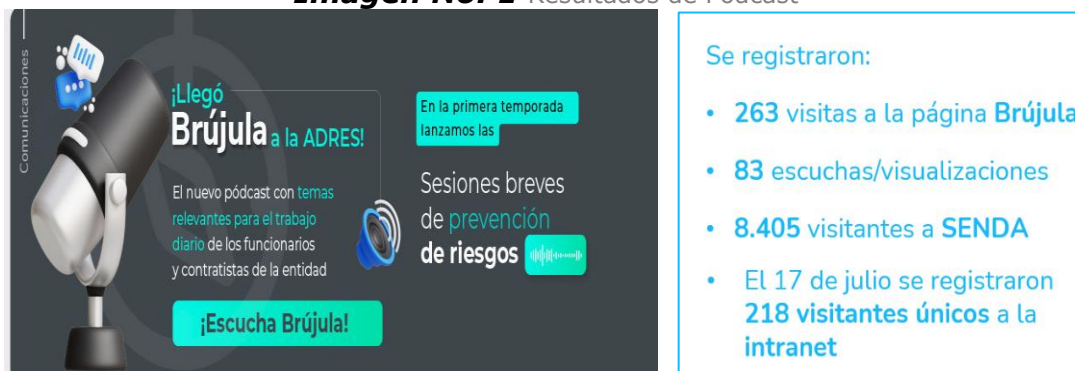 Imagen No. 2 Resultados de Podcast
Comunicaciones
¡Llegó
Brújula a la ADRES!
El nuevo pódcast con temas
relevantes para el trabajo
diario de los funcionarios
y contratistas de la entidad
¡Escucha Brújula!
En la primera temporada
lanzamos las
Sesiones breves
de prevención
de riesgos
Se registraron:
• 263 visitas a la página Brújula
• 83 escuchas/visualizaciones
• 8.405 visitantes a SENDA
• El 17 de julio se registraron
218 visitantes únicos a la
intranet